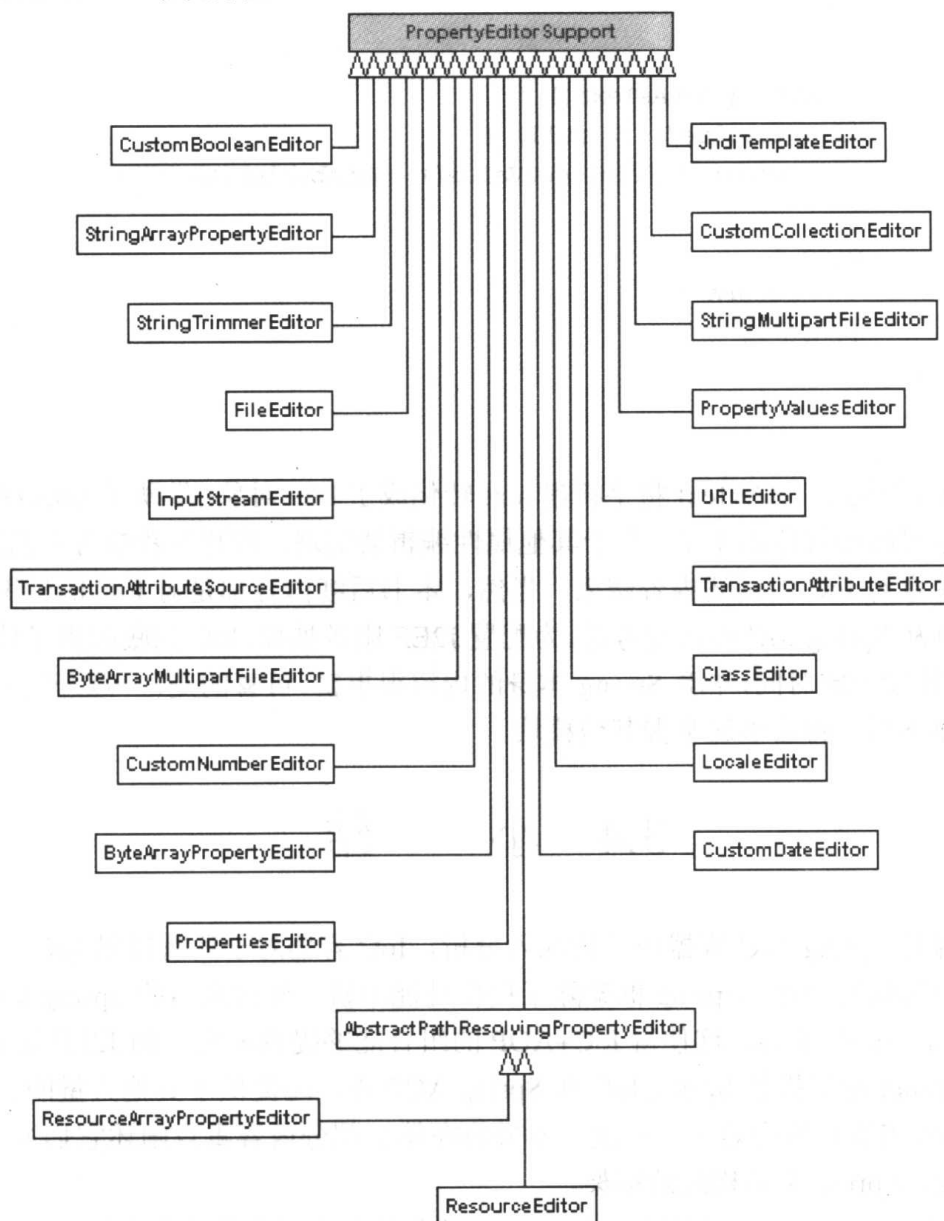 PropertyEditorSupport
CustomBooleanEditor
JndiTemplateEditor
StringArrayPropertyEditor
CustomCollectionEditor
StringTrimmerEditor
StringMultipartFileEditor
FileEditor
PropertyValuesEditor
InputStreamEditor
URLEditor
TransactionAttributeSourceEditor
TransactionAttributeEditor
ByteArrayMultipartFileEditor
ClassEditor
CustomNumberEditor
LocaleEditor
ByteArrayPropertyEditor
CustomDateEditor
PropertiesEditor
AbstractPathResolvingPropertyEditor
ResourceArrayPropertyEditor
ResourceEditor